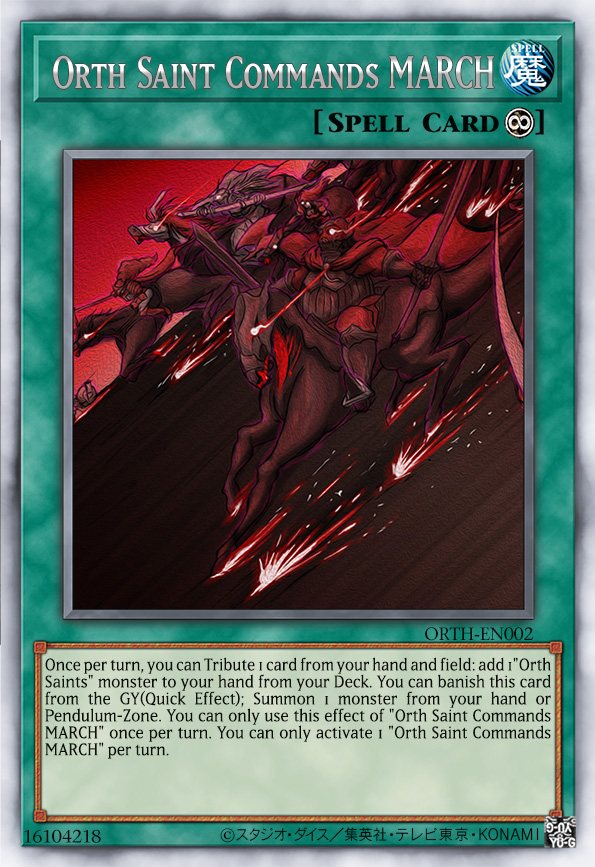 ORTH SAINT COMMANDS MARCH
SPELL
魔
[SPELL CARD]
ORTH-EN002
Once per turn, you can Tribute 1 card from your hand and field: add 1"Orth
Saints" monster to your hand from your Deck. You can banish this card
from the GY(Quick Effect); Summon 1 monster from your hand or
Pendulum-Zone. You can only use this effect of "Orth Saint Commands
MARCH" once per turn. You can only activate 1 "Orth Saint Commands
MARCH" per turn.
16104218
©スタジオ・ダイス／集英社・テレビ東京・KONAMI